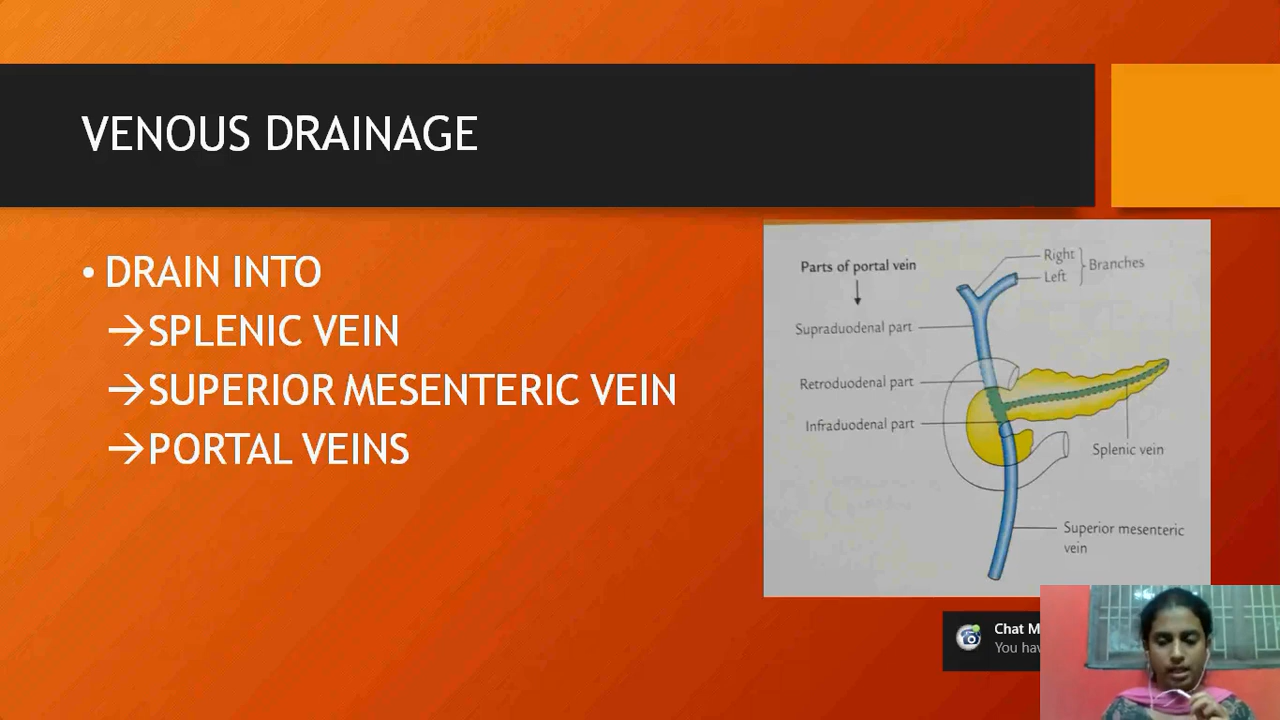 VENOUS DRAINAGE
• DRAIN INTO
→SPLENIC VEIN
→SUPERIOR MESENTERIC VEIN
→PORTAL VEINS
Parts of portal vein
Right
Left
Branches
Supraduodenal part
Retroduodenal part
Infraduodenal part
Splenic vein
Superior mesenteric
vein
Chat M
You hav